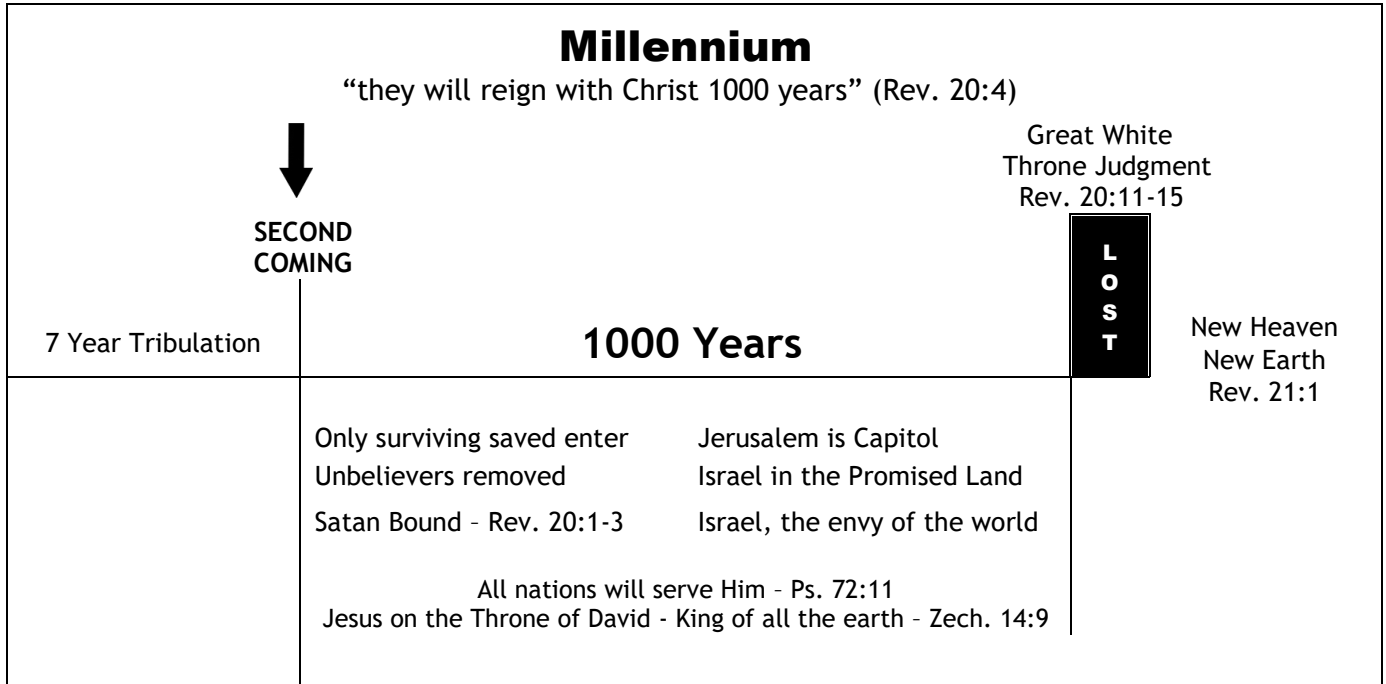 Millennium
“they will reign with Christ 1000 years” (Rev. 20:4)
Great White
Throne Judgment
Rev. 20:11-15
SECOND
COMING
LOST
7 Year Tribulation
1000 Years
New Heaven
New Earth
Rev. 21:1
Only surviving saved enter
Unbelievers removed
Satan Bound – Rev. 20:1-3
Jerusalem is Capitol
Israel in the Promised Land
Israel, the envy of the world
All nations will serve Him – Ps. 72:11
Jesus on the Throne of David - King of all the earth – Zech. 14:9